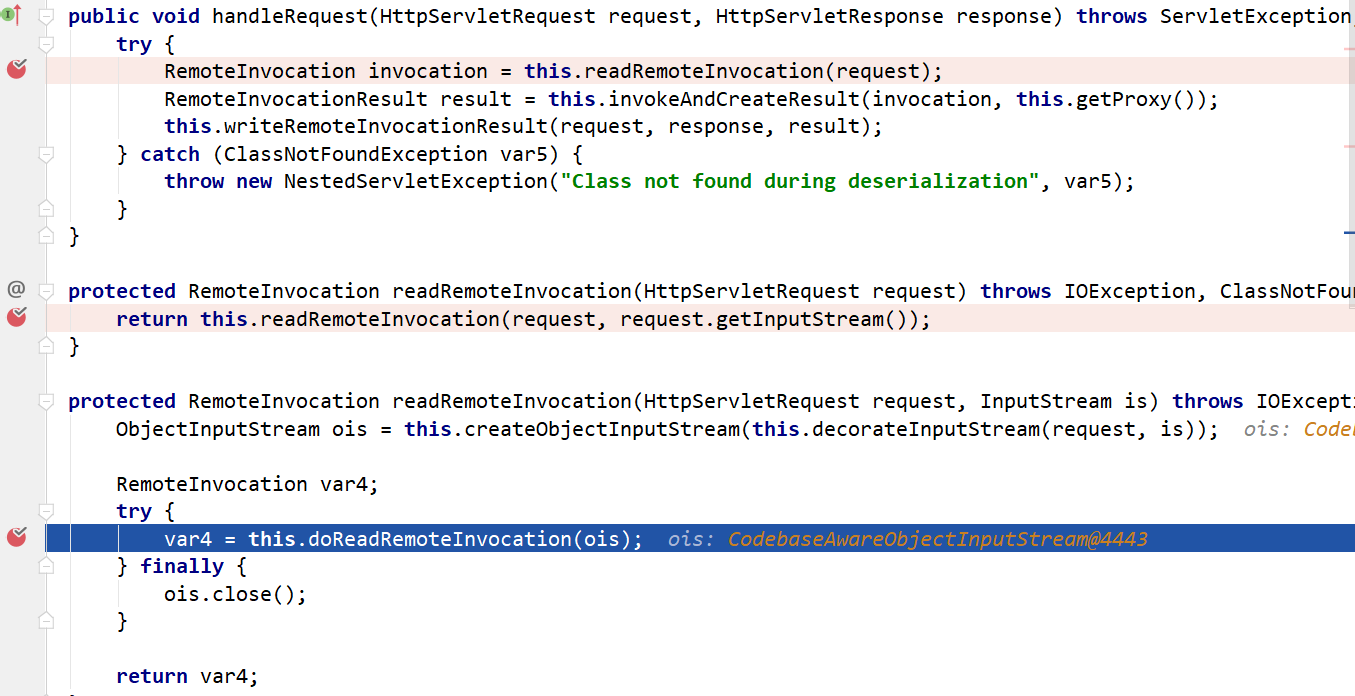 public void handleRequest(HttpServletRequest request, HttpServletResponse response) throws ServletException,
try {
RemoteInvocation invocation = this.readRemoteInvocation(request);
RemoteInvocationResult result = this.invokeAndCreateResult(invocation, this.getProxy());
this.writeRemoteInvocationResult(request, response, result);
} catch (ClassNotFoundException var5) {
throw new NestedServletException("Class not found during deserialization", var5);
}
}
@ protected RemoteInvocation readRemoteInvocation(HttpServletRequest request) throws IOException, ClassNotFou
return this.readRemoteInvocation(request, request.getInputStream());
}
protected RemoteInvocation readRemoteInvocation(HttpServletRequest request, InputStream is) throws IOExcepti
ObjectInputStream ois = this.createObjectInputStream(this.decorateInputStream(request, is)); ois: Codeb
RemoteInvocation var4;
try {
var4 = this.doReadRemoteInvocation(ois); ois: CodebaseAwareObjectInputStream@4443
} finally {
ois.close();
}
return var4;